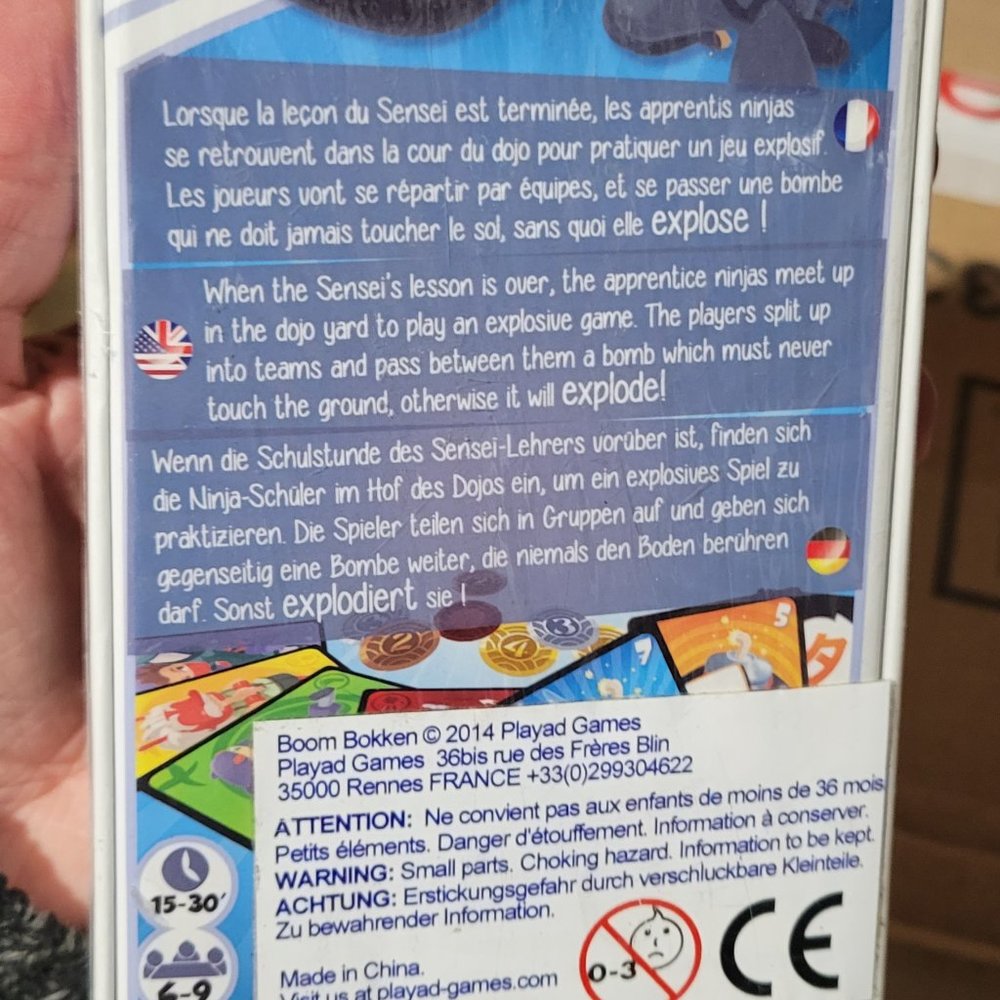 Lorsque la leçon du Sensei est terminée, les apprentis ninjas
se retrouvent dans la cour du dojo pour pratiquer un jeu explosif.
Les joueurs vont se répartir par équipes, et se passer une bombe
qui ne doit jamais toucher le sol, sans quoi elle explose !
When the Sensei's lesson is over, the apprentice ninjas meet up
in the dojo yard to play an explosive game. The players split up
into teams and pass between them a bomb which must never
touch the ground, otherwise it will explode!
Wenn die Schulstunde des Sensei-Lehrers vorüber ist, finden sich
die Ninja-Schüler im Hof des Dojos ein, um ein explosives Spiel zu
praktizieren. Die Spieler teilen sich in Gruppen auf und geben sich
gegenseitig eine Bombe weiter, die niemals den Boden berühren
darf. Sonst explodiert sie !
2
4
3
7
5
Boom Bokken © 2014 Playad Games
Playad Games 36bis rue des Frères Blin
35000 Rennes FRANCE +33(0)299304622
ATTENTION: Ne convient pas aux enfants de moins de 36 mois
Petits éléments. Danger d'étouffement. Information à conserver.
WARNING: Small parts. Choking hazard. Information to be kept.
ACHTUNG: Erstickungsgefahr durch verschluckbare Kleinteile.
Zu bewahrender Information.
15-30'
6-9
Made in China.
Visit us at playad-games.com
0-3
CE